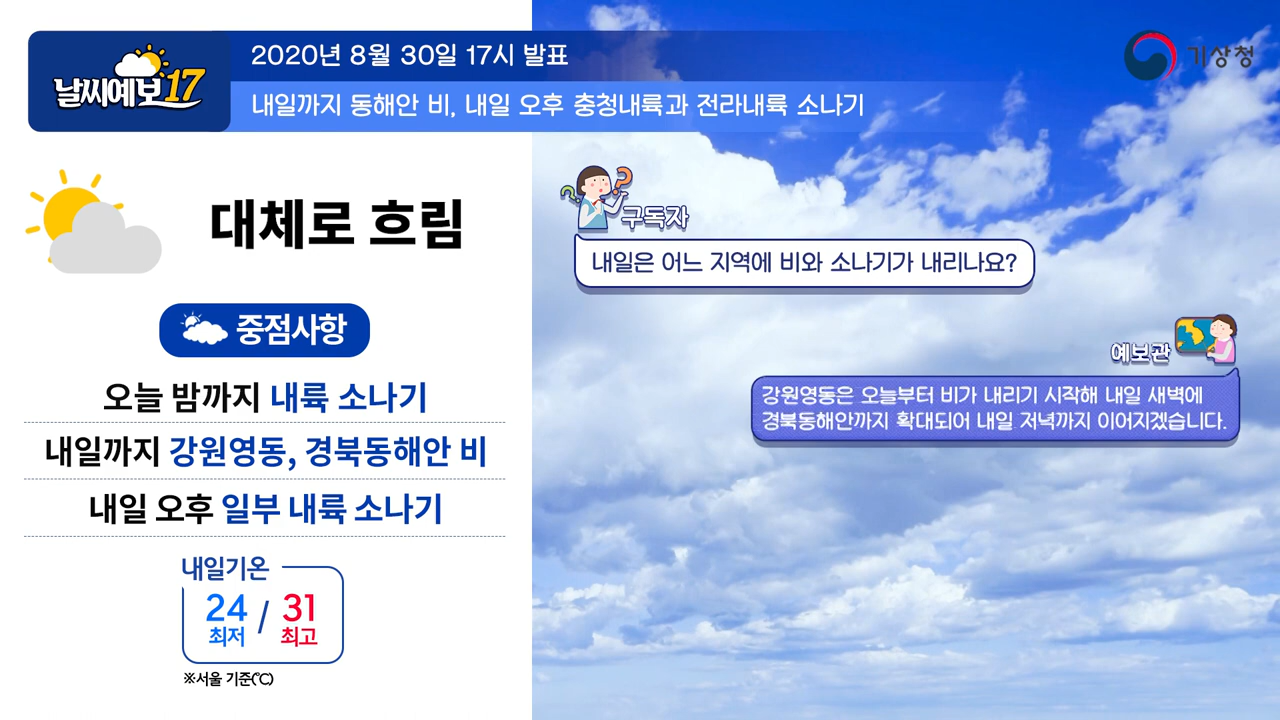 날씨예보17
2020년 8월 30일 17시 발표
내일까지 동해안 비, 내일 오후 충청내륙과 전라내륙 소나기
기상청
대체로 흐림
중점사항
오늘 밤까지 내륙 소나기
내일까지 강원영동, 경북동해안 비
내일 오후 일부 내륙 소나기
내일기온
24 / 31
최저 최고
※서울 기준(℃)
구독자
내일은 어느 지역에 비와 소나기가 내리나요?
예보관
강원영동은 오늘부터 비가 내리기 시작해 내일 새벽에
경북동해안까지 확대되어 내일 저녁까지 이어지겠습니다.